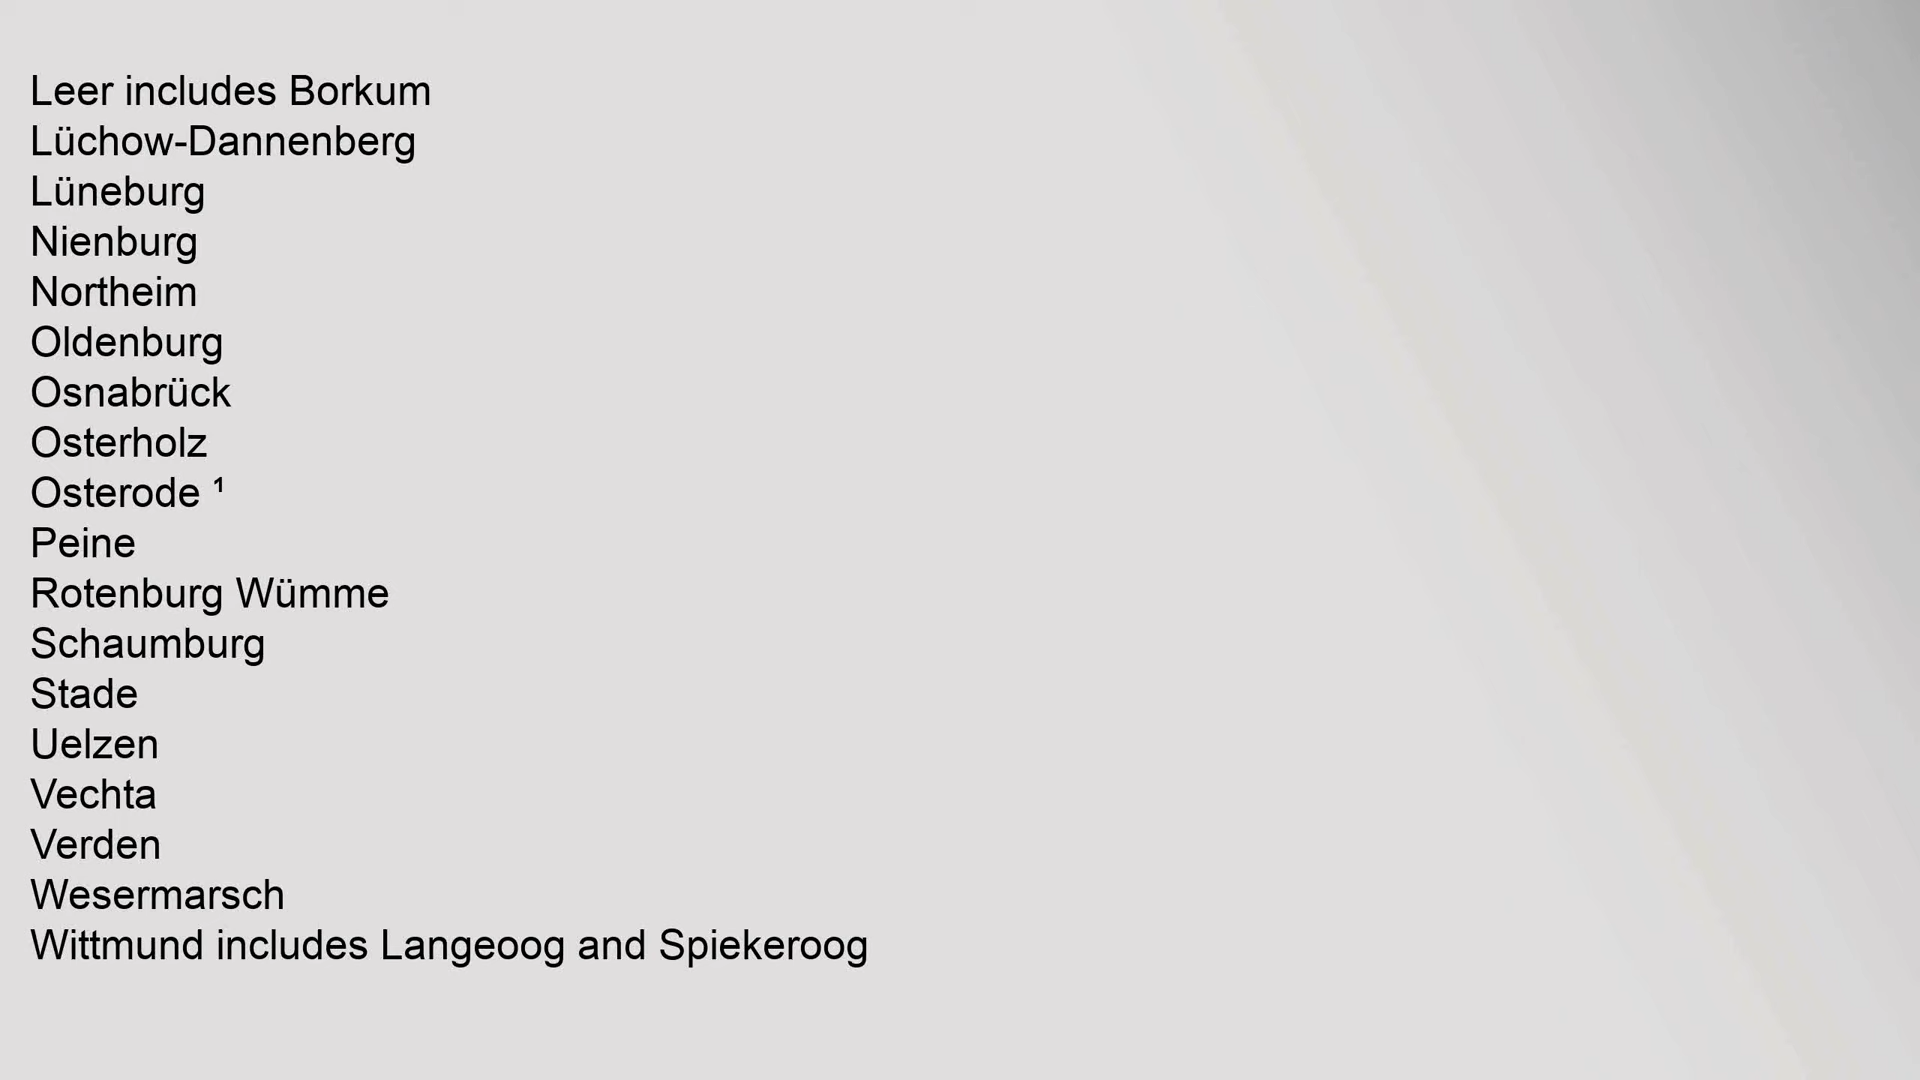 Leer includes Borkum
Lüchow-Dannenberg
Lüneburg
Nienburg
Northeim
Oldenburg
Osnabrück
Osterholz
Osterode ¹
Peine
Rotenburg Wümme
Schaumburg
Stade
Uelzen
Vechta
Verden
Wesermarsch
Wittmund includes Langeoog and Spiekeroog